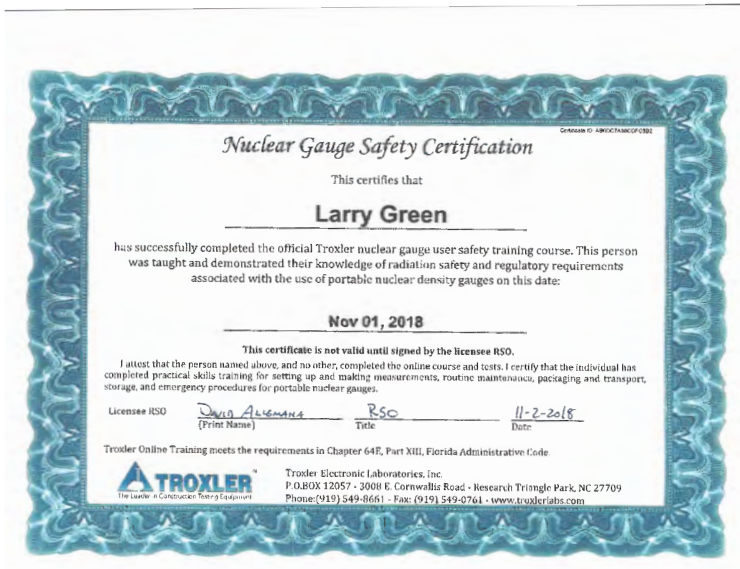 Certificate ID:
Nuclear Gauge Safety Certification
This certifies that
Larry Green
has successfully completed the official Troxler nuclear gauge user safety training course. This person
was taught and demonstrated their knowledge of radiation safety and regulatory requirements
associated with the use of portable nuclear density gauges on this date:
Nov 01, 2018
This certificate is not valid until signed by the licensee RSO.
I attest that the person named above, and no other, completed the online course and tests. I certify that the individual has
completed practical skills training for setting up and making measurements, routine maintenance, packaging and transport,
storage, and emergency procedures for portable nuclear gauges.
Licensee RSO DAVID RSO 11-2-2018
(Print Name) Title Date
Troxler Online Training meets the requirements in Chapter 64E, Part XIII, Florida Administrative Code.
TROXLER™
The Leader in Construction Testing Equipment
Troxler Electronic Laboratories, Inc.
P.O.BOX 12057 - 3008 E. Cornwallis Road - Research Triangle Park, NC 27709
Phone:(919) 549-8661 - Fax: (919) 549-0761 - www.troxlerlabs.com